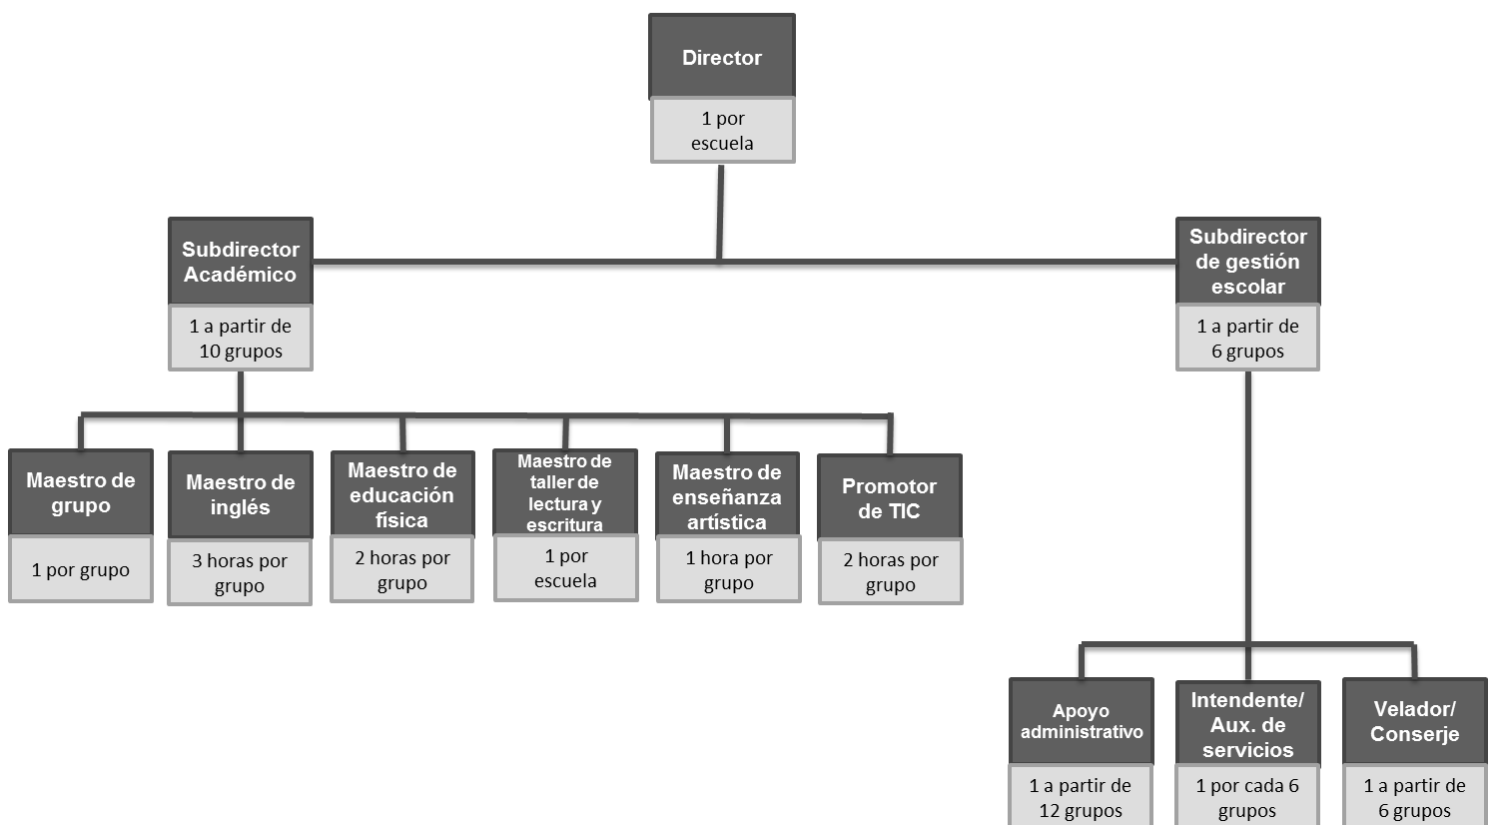 Director
1 por
escuela
Subdirector
Académico
1 a partir de
10 grupos
Subdirector
de gestión
escolar
1 a partir de
6 grupos
Maestro de
grupo
1 por grupo
Maestro de
inglés
3 horas por
grupo
Maestro de
educación
física
2 horas por
grupo
Maestro de
taller de
lectura y
escritura
1 por
escuela
Maestro de
enseñanza
artística
1 hora por
grupo
Promotor
de TIC
2 horas por
grupo
Apoyo
administrativo
1 a partir de
12 grupos
Intendente/
Aux. de
servicios
1 por cada 6
grupos
Velador/
Conserje
1 a partir de
6 grupos